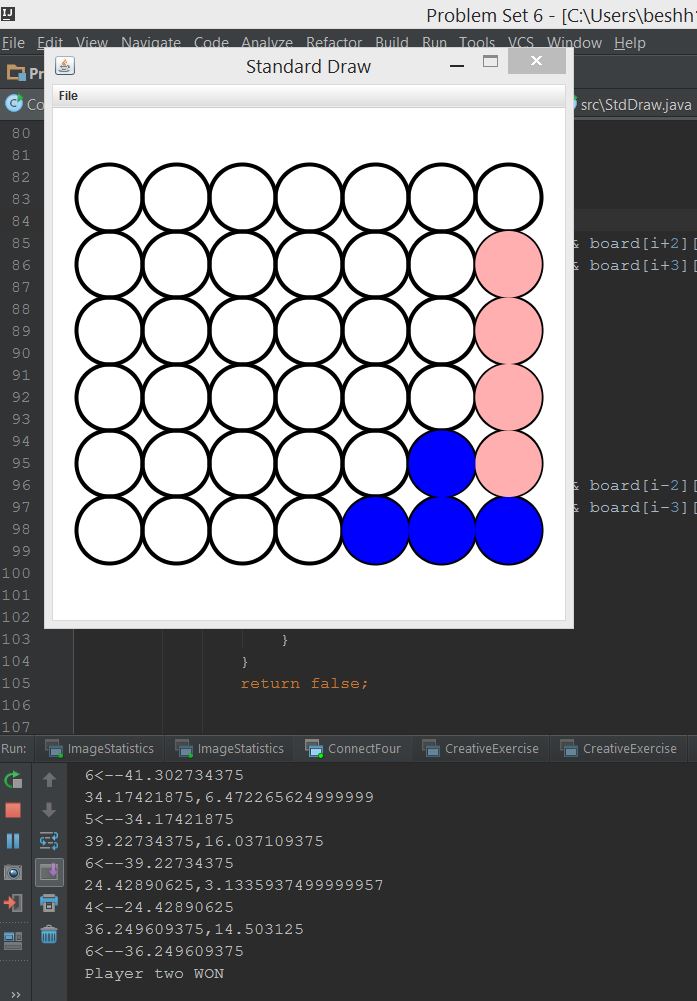 Problem Set 6 - [C:\Users\beshh
File Edit View Navigate Code Analyze Refactor Build Run Tools VCS Window Help
Pr
Standard Draw
File
Co
src\StdDraw.java
80
81
82
83
84
85 & board[i+2][
86 & board[i+3][
87
88
89
90
91
92
93
94
95
96 & board[i-2][
97 & board[i-3][
98
99
100
101
102
103 }
104 }
105 return false;
106
107
Run: ImageStatistics ImageStatistics ConnectFour CreativeExercise CreativeExercise
6<--41.302734375
34.17421875,6.472265624999999
5<--34.17421875
39.22734375,16.037109375
6<--39.22734375
24.42890625,3.1335937499999957
4<--24.42890625
36.249609375,14.503125
6<--36.249609375
Player two WON